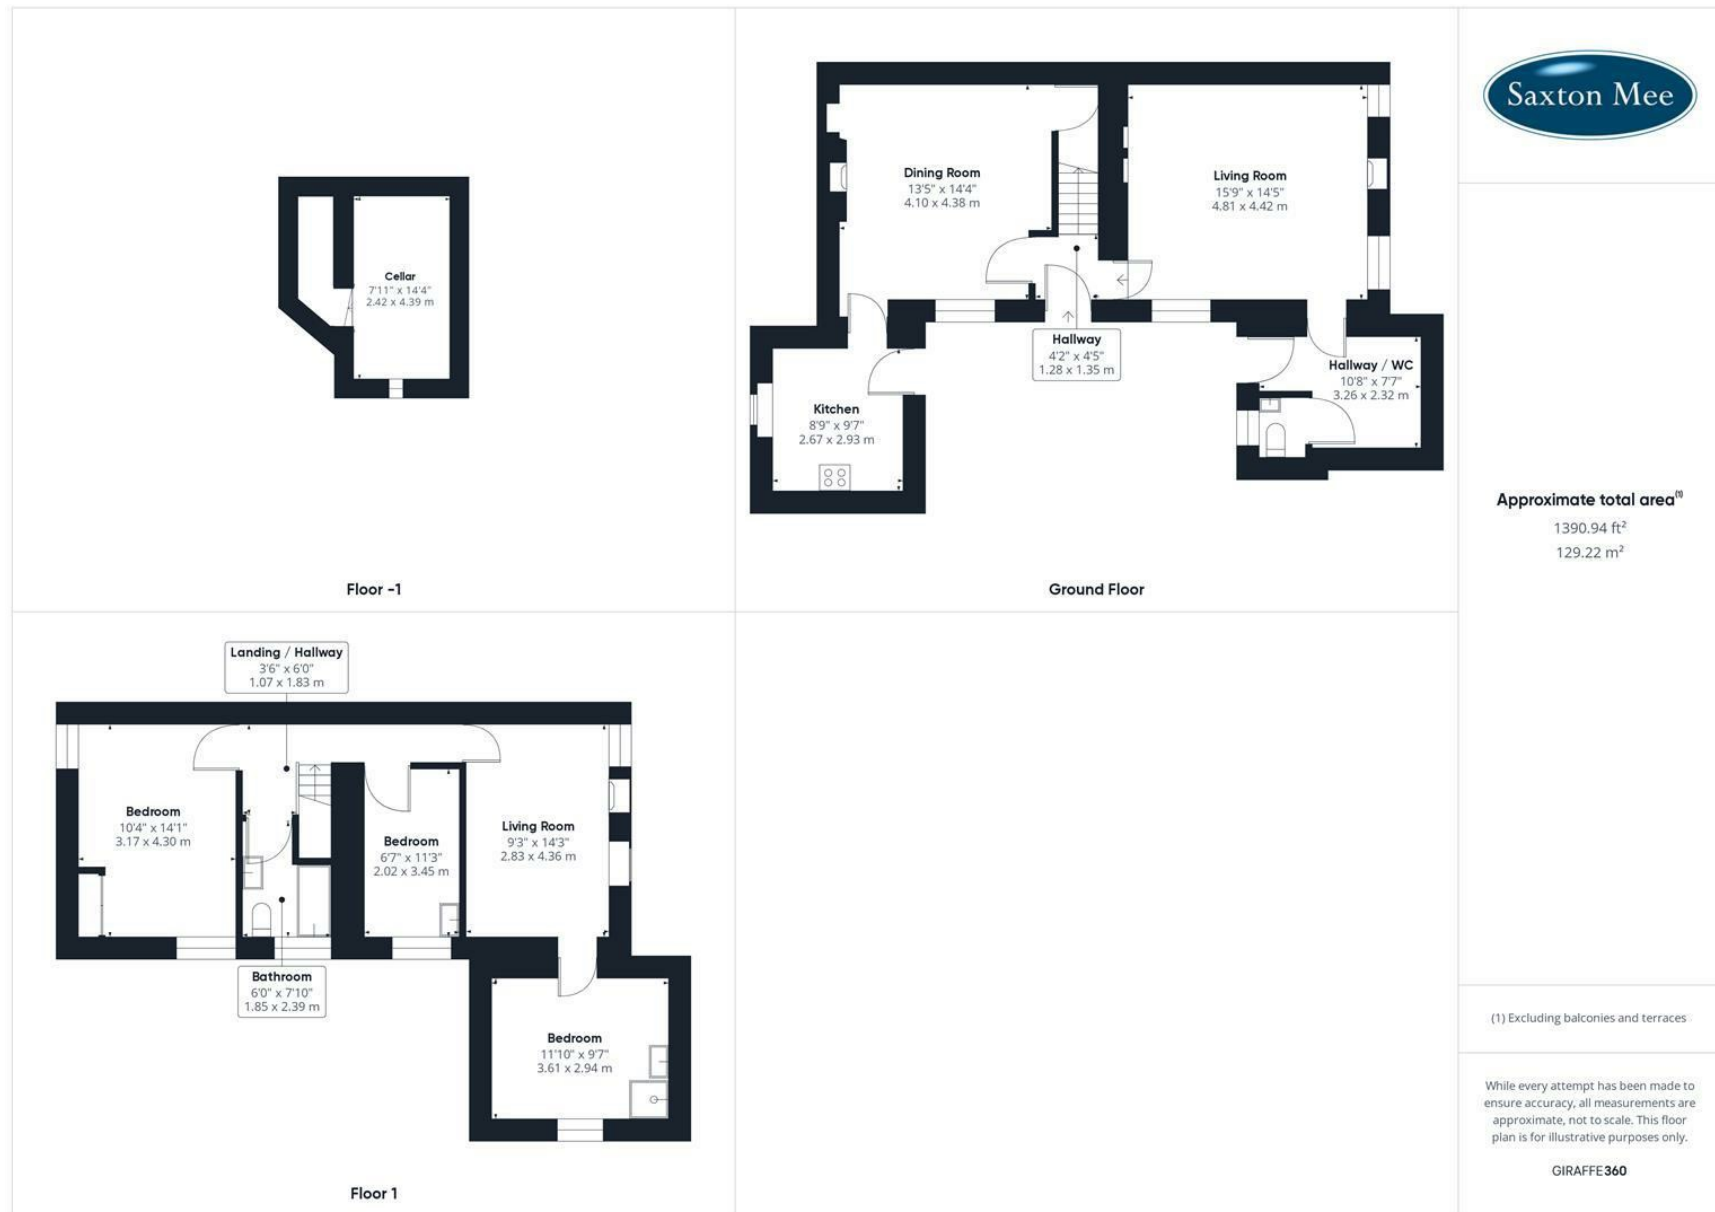 Cellar
7'11" x 14'4"
2.42 x 4.39 m
Floor -1
Dining Room
13'5" x 14'4"
4.10 x 4.38 m
Living Room
15'9" x 14'5"
4.81 x 4.42 m
Hallway
4'2" x 4'5"
1.28 x 1.35 m
Hallway / WC
10'8" x 7'7"
3.26 x 2.32 m
Kitchen
8'9" x 9'7"
2.67 x 2.93 m
Ground Floor
Landing / Hallway
3'6" x 6'0"
1.07 x 1.83 m
Bedroom
10'4" x 14'1"
3.17 x 4.30 m
Bedroom
6'7" x 11'3"
2.02 x 3.45 m
Living Room
9'3" x 14'3"
2.83 x 4.36 m
Bathroom
6'0" x 7'10"
1.85 x 2.39 m
Bedroom
11'10" x 9'7"
3.61 x 2.94 m
Floor 1
Saxton Mee
Approximate total area(1)
1390.94 ft²
129.22 m²
(1) Excluding balconies and terraces
While every attempt has been made to
ensure accuracy, all measurements are
approximate, not to scale. This floor
plan is for illustrative purposes only.
GIRAFFE360